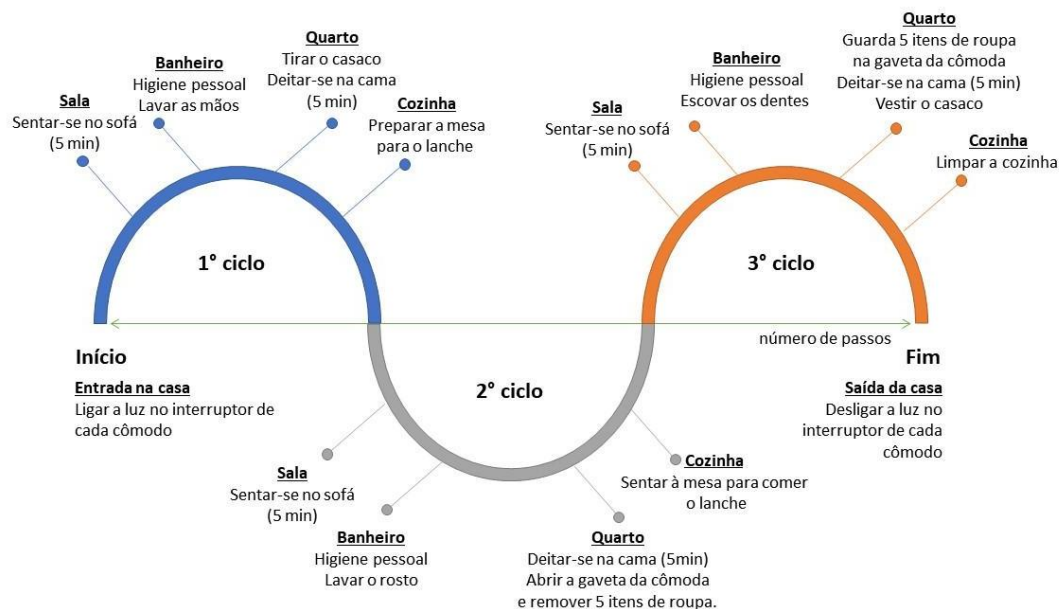 Sala
Sentar-se no sofá
(5 min)
Banheiro
Higiene pessoal
Lavar as mãos
Quarto
Tirar o casaco
Deitar-se na cama
(5 min)
Cozinha
Preparar a mesa
para o lanche
1° ciclo
Início
Entrada na casa
Ligar a luz no interruptor de
cada cômodo
2° ciclo
Sala
Sentar-se no sofá
(5 min)
Banheiro
Higiene pessoal
Lavar o rosto
Quarto
Deitar-se na cama (5min)
Abrir a gaveta da cômoda
e remover 5 itens de roupa.
Cozinha
Sentar à mesa para comer
o lanche
Sala
Sentar-se no sofá
(5 min)
Banheiro
Higiene pessoal
Escovar os dentes
Quarto
Guarda 5 itens de roupa
na gaveta da cômoda
Deitar-se na cama (5 min)
Vestir o casaco
Cozinha
Limpar a cozinha
3° ciclo
número de passos
Fim
Saída da casa
Desligar a luz no
interruptor de cada
cômodo